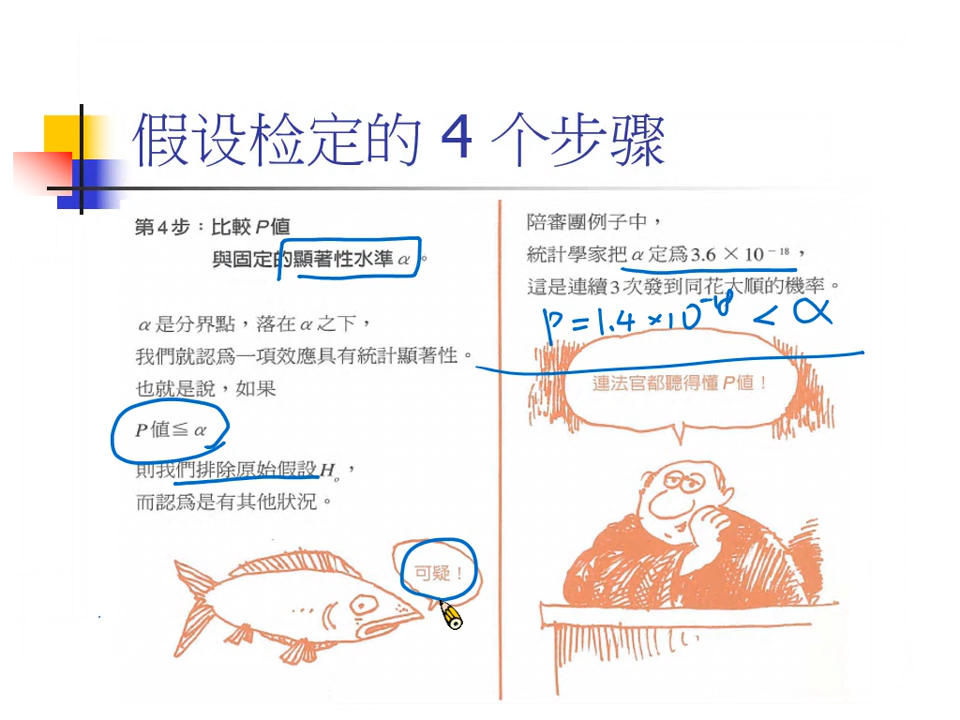 假设检定的 4 个步骤
第4步：比較P值
與固定的顯著性水準α。
α是分界點，落在α之下，
我們就認為一項效應具有統計顯著性。
也就是說，如果
P值≦α
則我們排除原始假設H₀，
而認為是有其他狀況。
可疑！
陪審團例子中，
統計學家把α定為3.6×10⁻¹⁸，
這是連續3次發到同花大順的機率。
P=1.4×10⁻¹⁸<α
連法官都聽得懂P值！